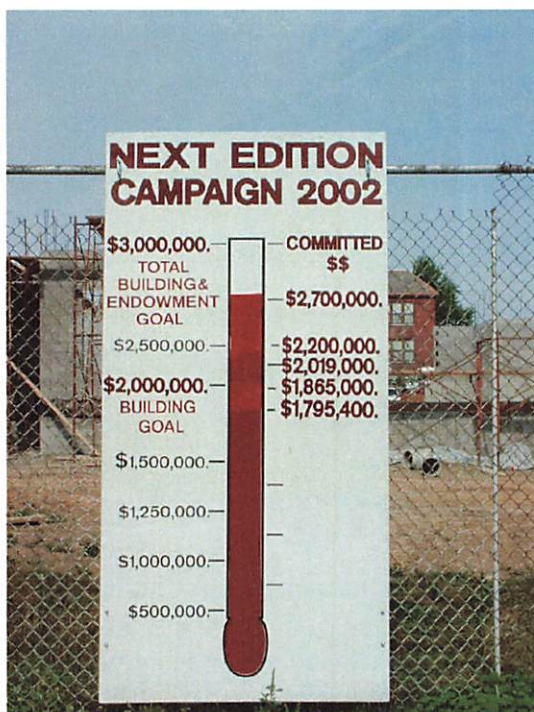 NEXT EDITION
CAMPAIGN 2002
$3,000,000.
TOTAL
BUILDING &
ENDOWMENT
GOAL
$2,500,000.
$2,000,000.
BUILDING
GOAL
$1,500,000.
$1,250,000.
$1,000,000.
$500,000.
COMMITTED
$$
$2,700,000.
$2,200,000.
$2,019,000.
$1,865,000.
$1,795,400.